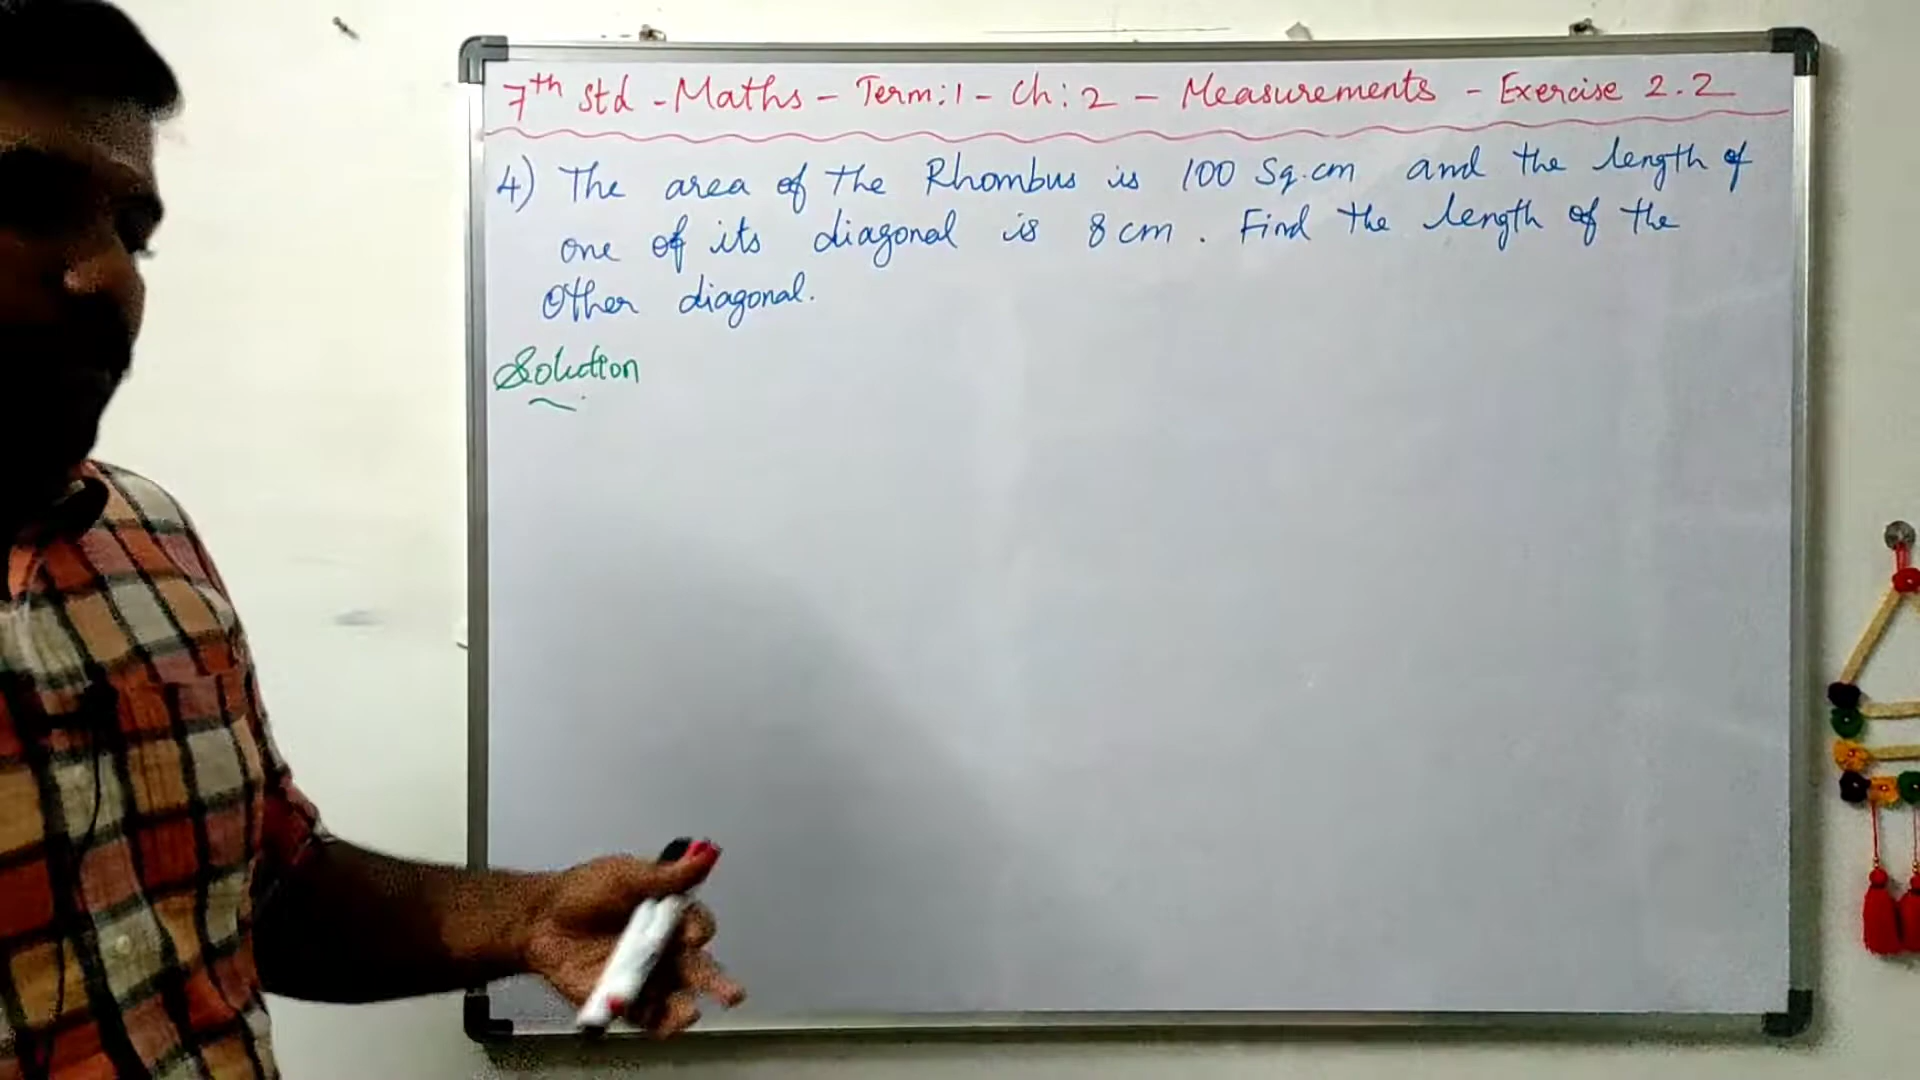 7th Std - Maths - Term:1 - Ch:2 - Measurements - Exercise 2.2
4) The area of the Rhombus is 100 Sq.cm and the length of
one of its diagonal is 8 cm. Find the length of the
Other diagonal.
Solution